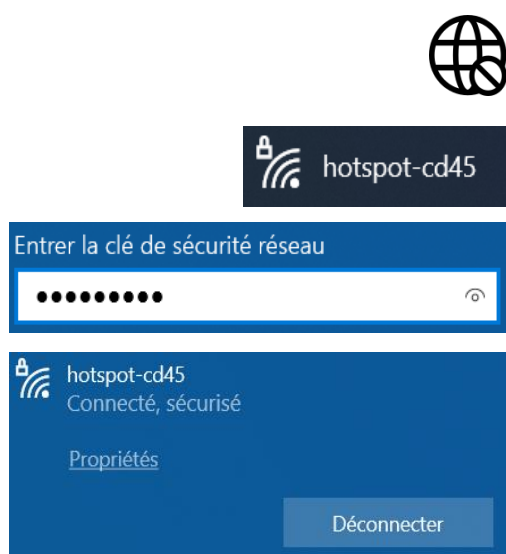 hotspot-cd45
Entrer la clé de sécurité réseau
•••••••••
hotspot-cd45
Connecté, sécurisé
Propriétés
Déconnecter